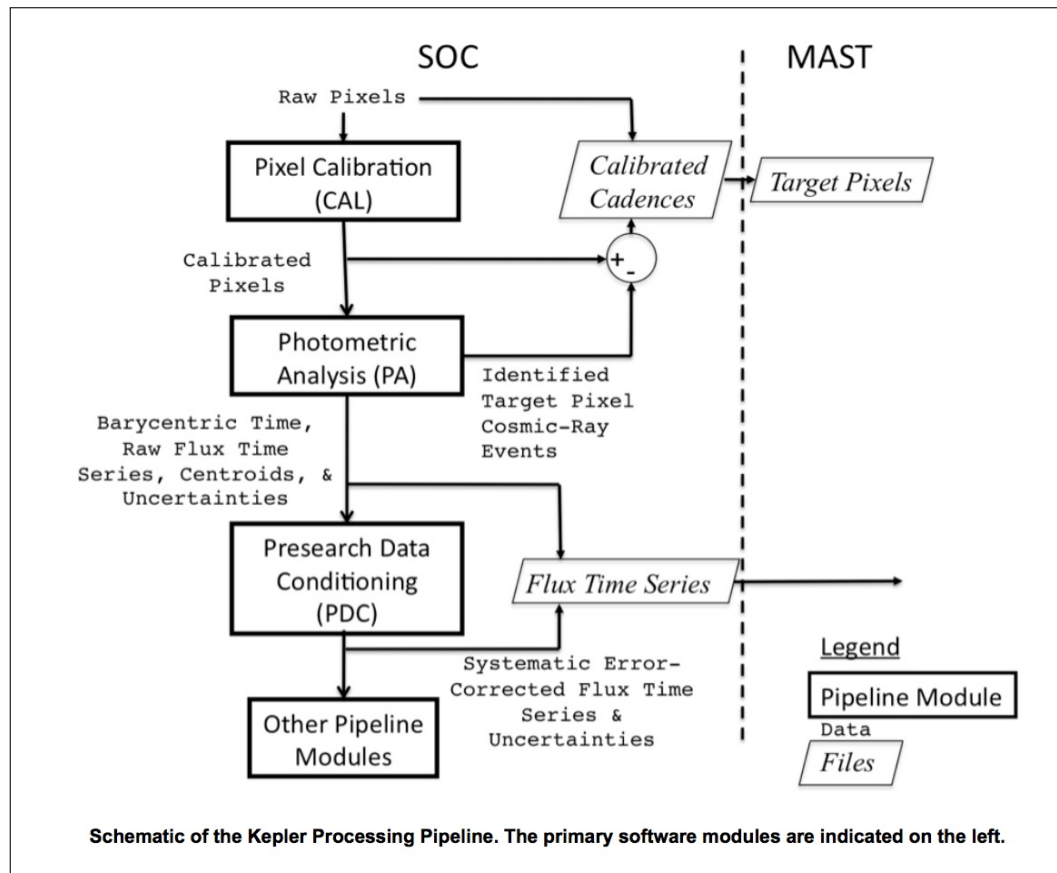 SOC
MAST
Raw Pixels
Pixel Calibration
(CAL)
Calibrated
Cadences
Target Pixels
Calibrated
Pixels
+
-
Photometric
Analysis (PA)
Identified
Target Pixel
Cosmic-Ray
Events
Barycentric Time,
Raw Flux Time
Series, Centroids, &
Uncertainties
Presearch Data
Conditioning
(PDC)
Flux Time Series
Systematic Error-
Corrected Flux Time
Series &
Uncertainties
Other Pipeline
Modules
Legend
Pipeline Module
Data
Files
Schematic of the Kepler Processing Pipeline. The primary software modules are indicated on the left.